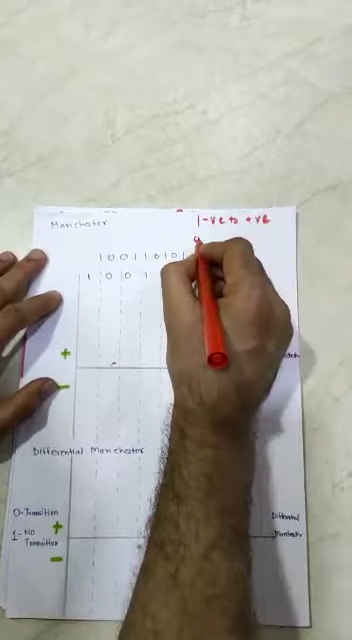 Manchester
1 -ve to +ve
1 0 0 1 1 0 1 0 1
1 0 0 1
+
-
Differential Manchester
0-Transition
1- No
Transition
+
-
Differential
Manchester